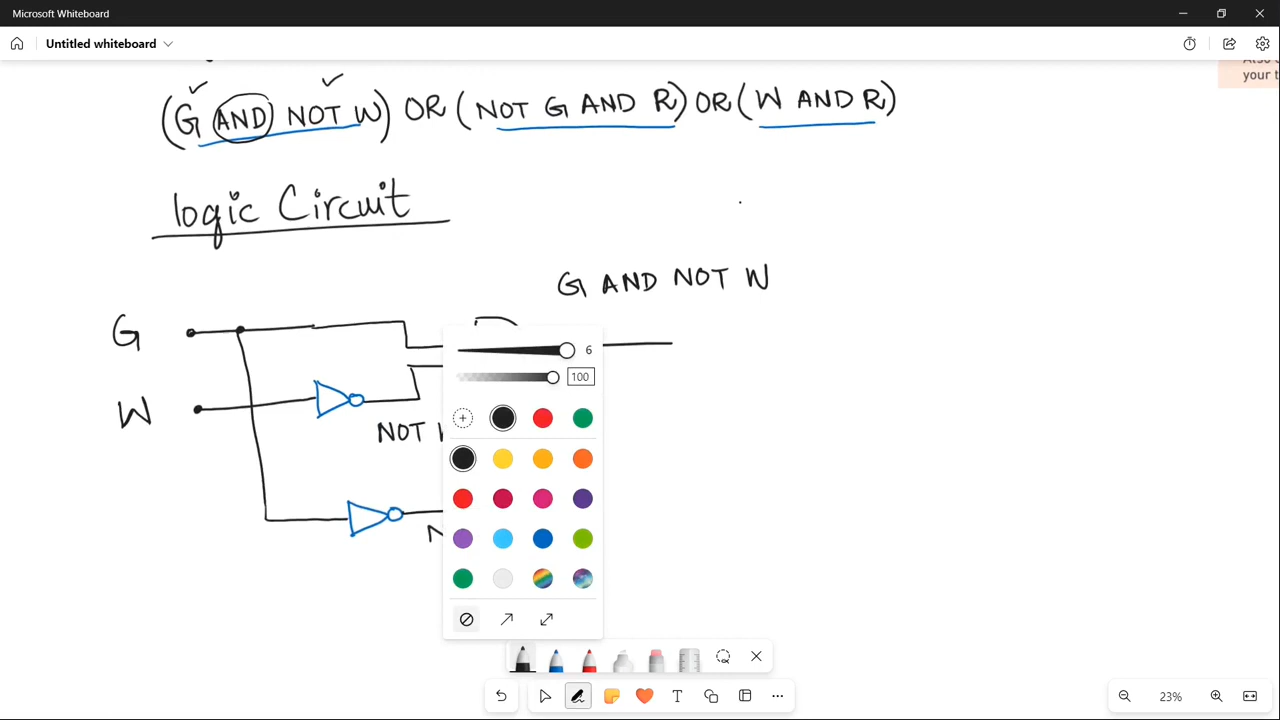 Microsoft Whiteboard
Untitled whiteboard
your t
(G AND NOT W) OR (NOT G AND R) OR (W AND R)
logic Circuit
G AND NOT W
G
6
100
W
NOT W
23%